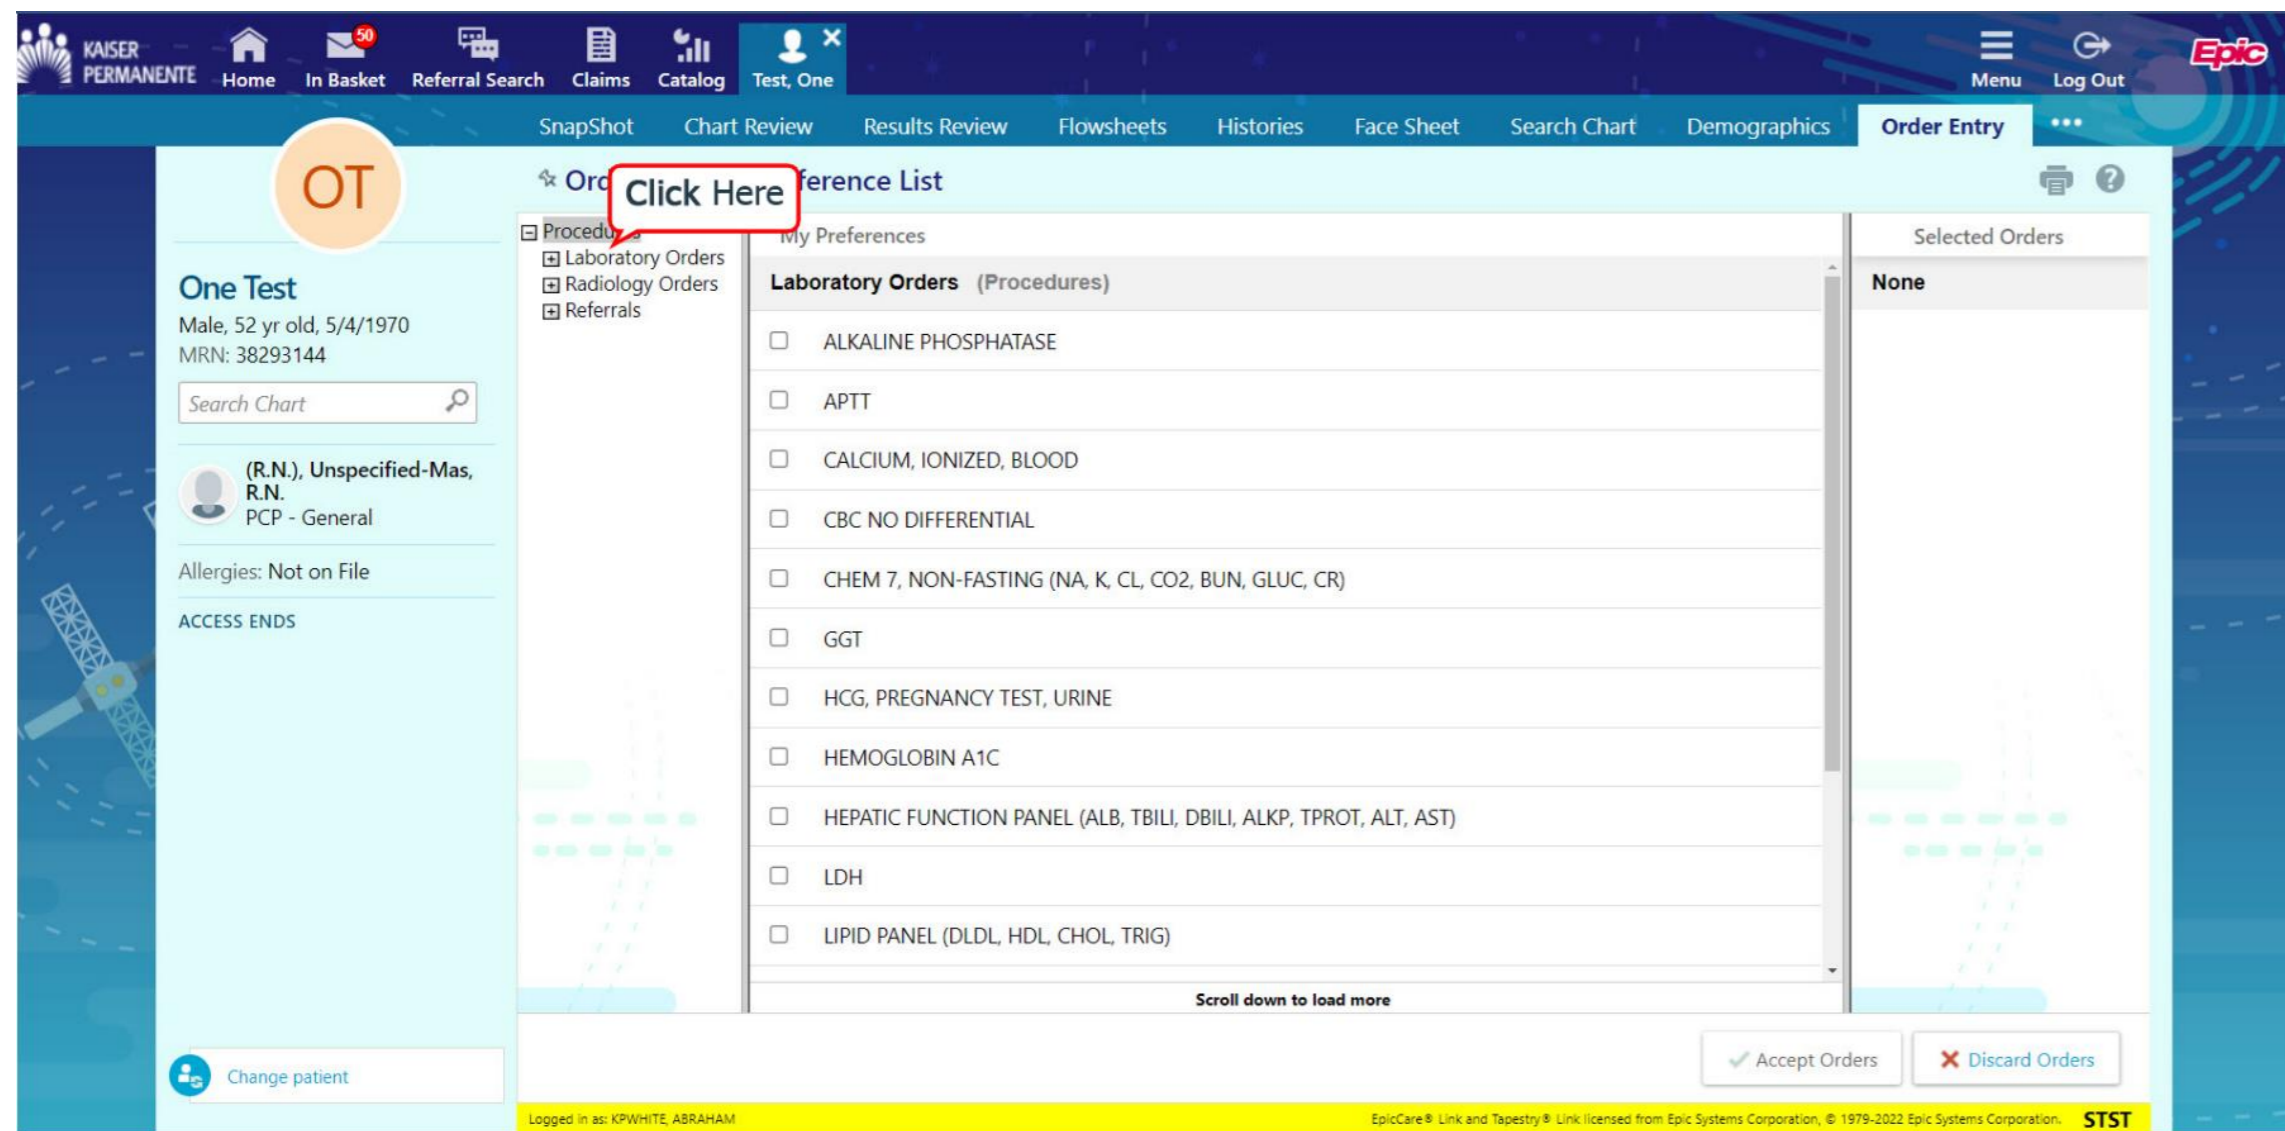 KAISER
PERMANENTE
Home
50
In Basket
Referral Search
Claims
Catalog
Test, One
Menu
Log Out
Epic
SnapShot
Chart Review
Results Review
Flowsheets
Histories
Face Sheet
Search Chart
Demographics
Order Entry
OT
One Test
Male, 52 yr old, 5/4/1970
MRN: 38293144
Search Chart
(R.N.), Unspecified-Mas,
R.N.
PCP - General
Allergies: Not on File
ACCESS ENDS
Change patient
Click Here
List
Laboratory Orders
Radiology Orders
Referrals
My Preferences
Laboratory Orders (Procedures)
ALKALINE PHOSPHATASE
APTT
CALCIUM, IONIZED, BLOOD
CBC NO DIFFERENTIAL
CHEM 7, NON-FASTING (NA, K, CL, CO2, BUN, GLUC, CR)
GGT
HCG, PREGNANCY TEST, URINE
HEMOGLOBIN A1C
HEPATIC FUNCTION PANEL (ALB, TBILI, DBILI, ALKP, TPROT, ALT, AST)
LDH
LIPID PANEL (DLDL, HDL, CHOL, TRIG)
Scroll down to load more
Selected Orders
None
Accept Orders
Discard Orders
Logged in as: KPWHITE, ABRAHAM
EpicCare® Link and Tapestry® Link licensed from Epic Systems Corporation, © 1979-2022 Epic Systems Corporation.
STST